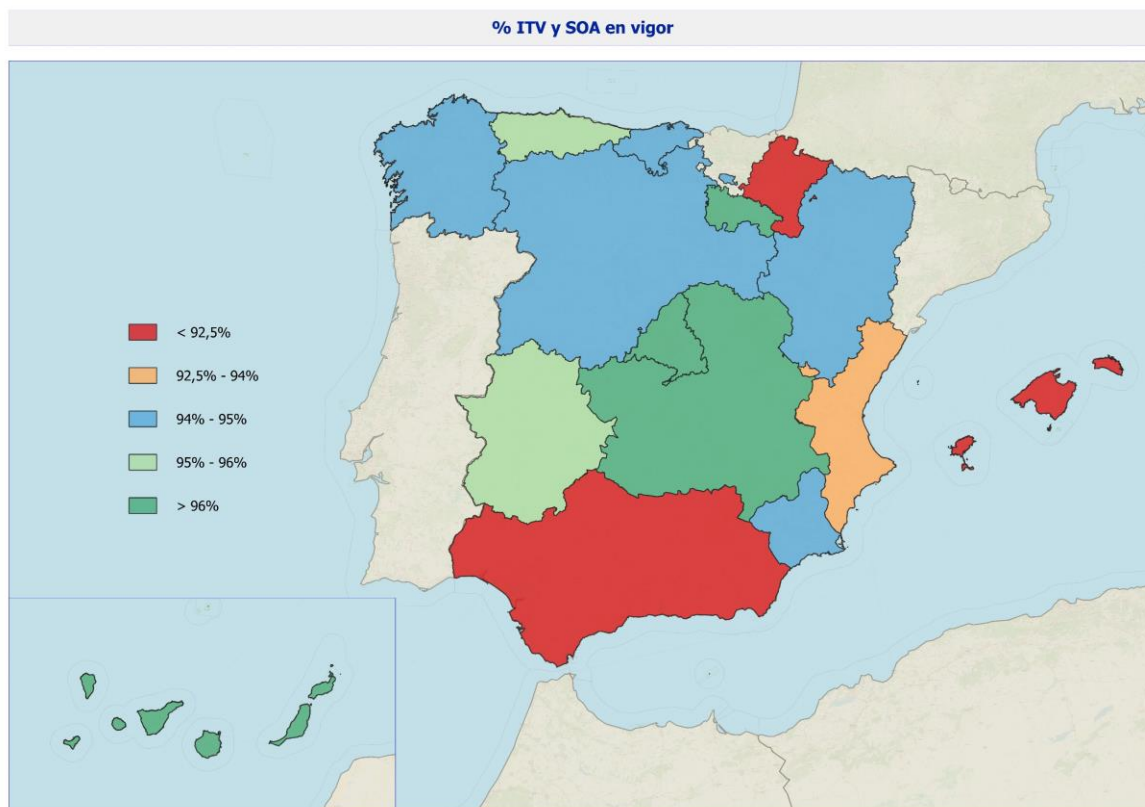 % ITV y SOA en vigor
< 92,5%
92,5% - 94%
94% - 95%
95% - 96%
> 96%